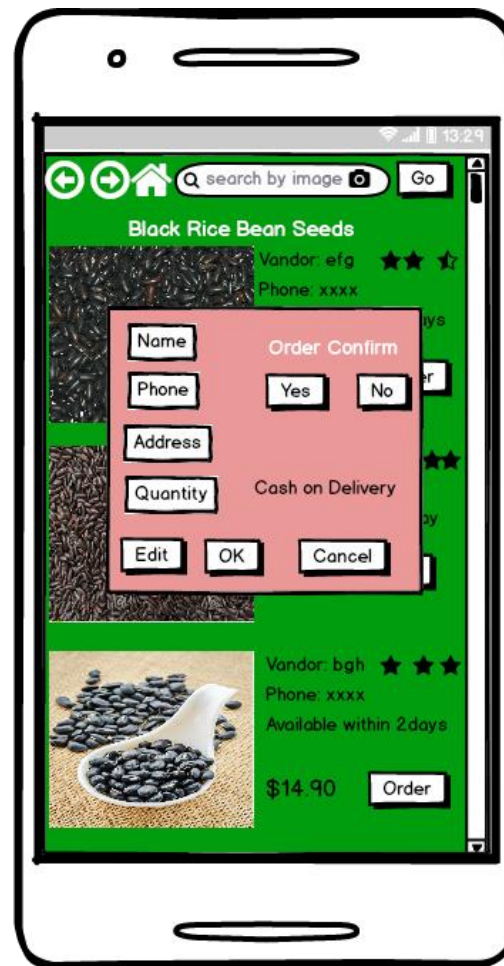 13:29
search by image Go
Black Rice Bean Seeds
Vandor: efg
Phone: xxxx
Name
Order Confirm
Phone
Yes No
Address
Quantity
Cash on Delivery
Edit OK Cancel
Vandor: bgh
Phone: xxxx
Available within 2days
$14.90 Order